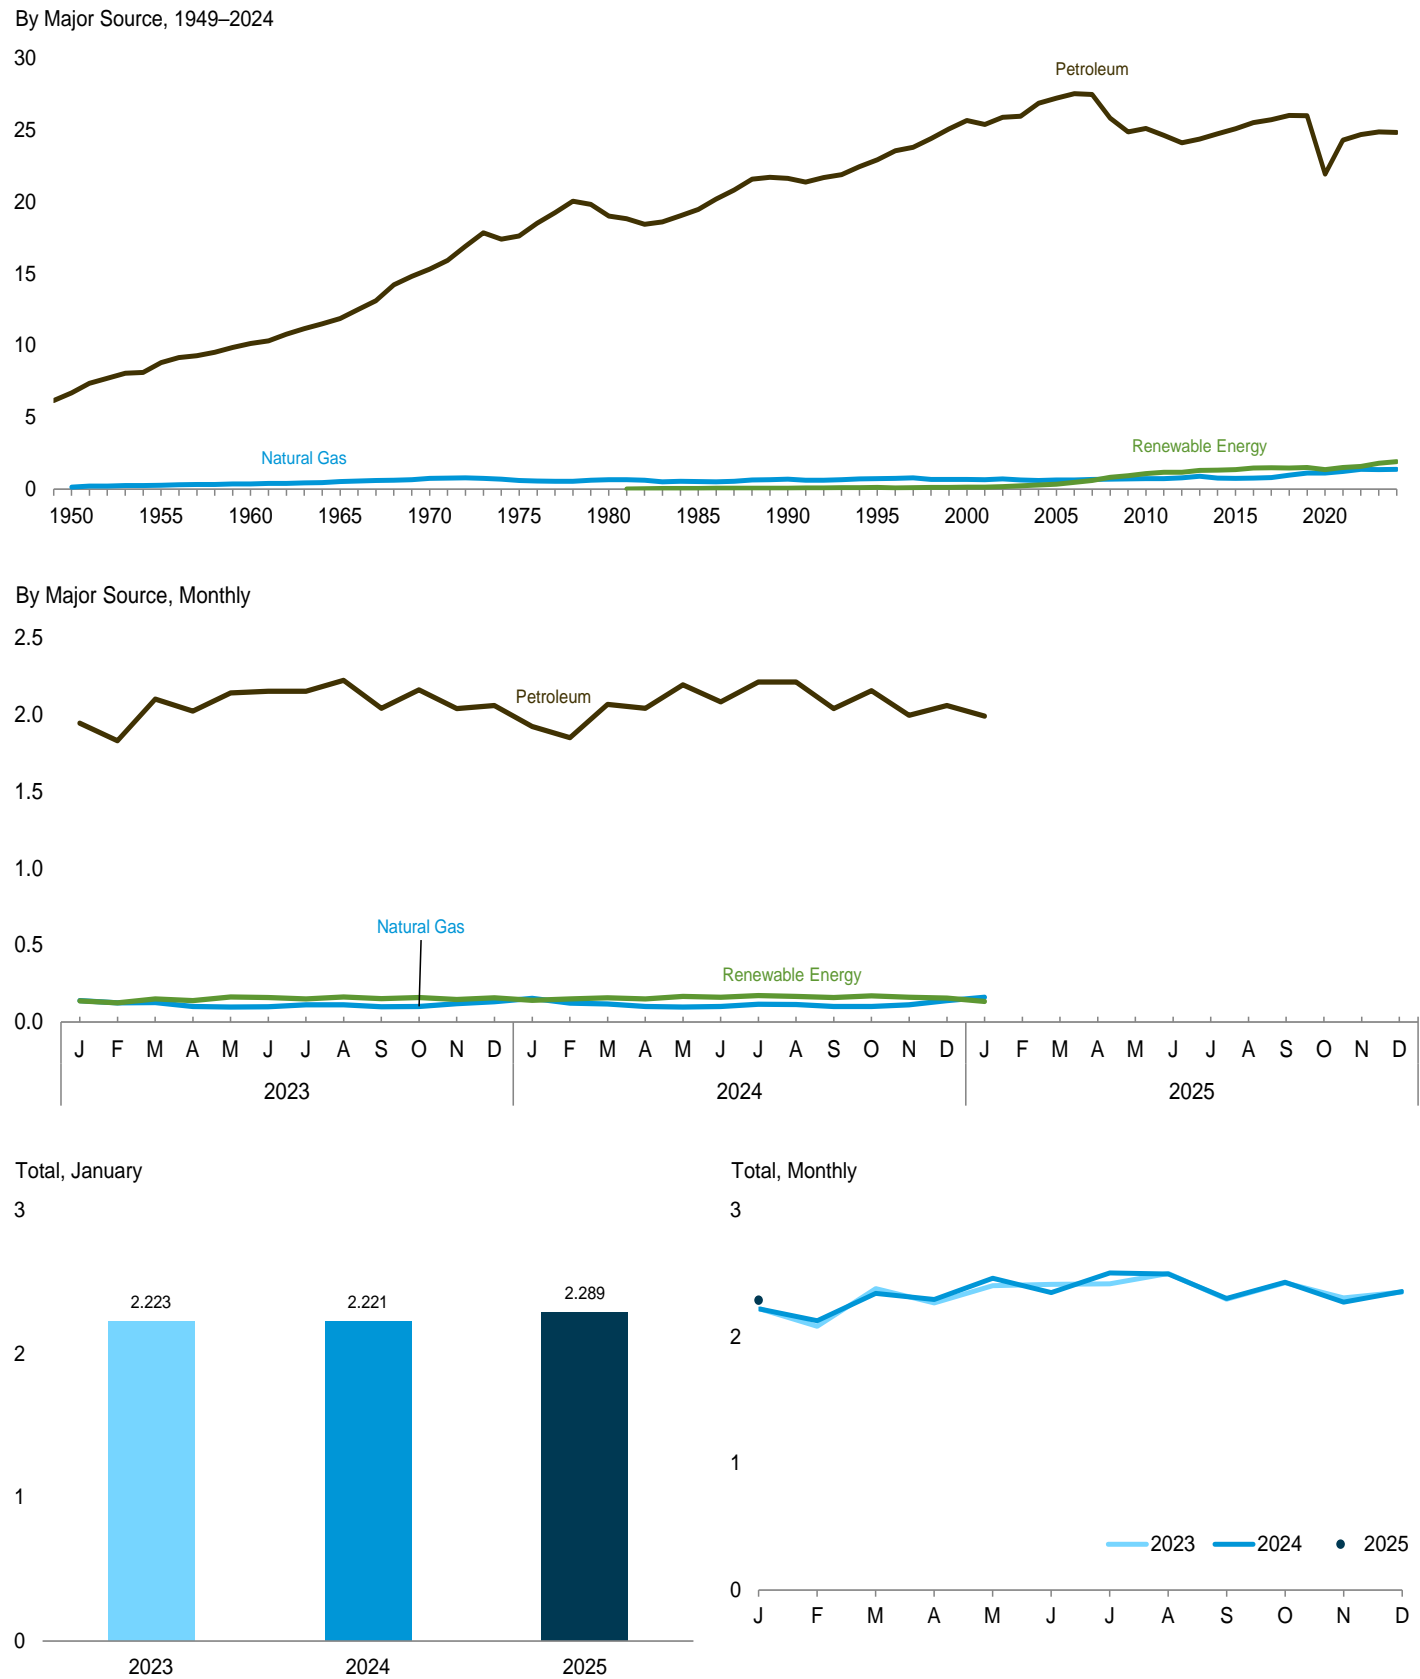 By Major Source, 1949–2024
30
Petroleum
25
20
15
10
5
Renewable Energy
Natural Gas
0
1950 1955 1960 1965 1970 1975 1980 1985 1990 1995 2000 2005 2010 2015 2020
By Major Source, Monthly
2.5
Petroleum
2.0
1.5
1.0
0.5
Natural Gas
Renewable Energy
0.0
J F M A M J J A S O N D J F M A M J J A S O N D J F M A M J J A S O N D
2023 2024 2025
Total, January
3
2.223 2.221 2.289
2
1
0
2023 2024 2025
Total, Monthly
3
2
1
2023 2024 2025
0
J F M A M J J A S O N D